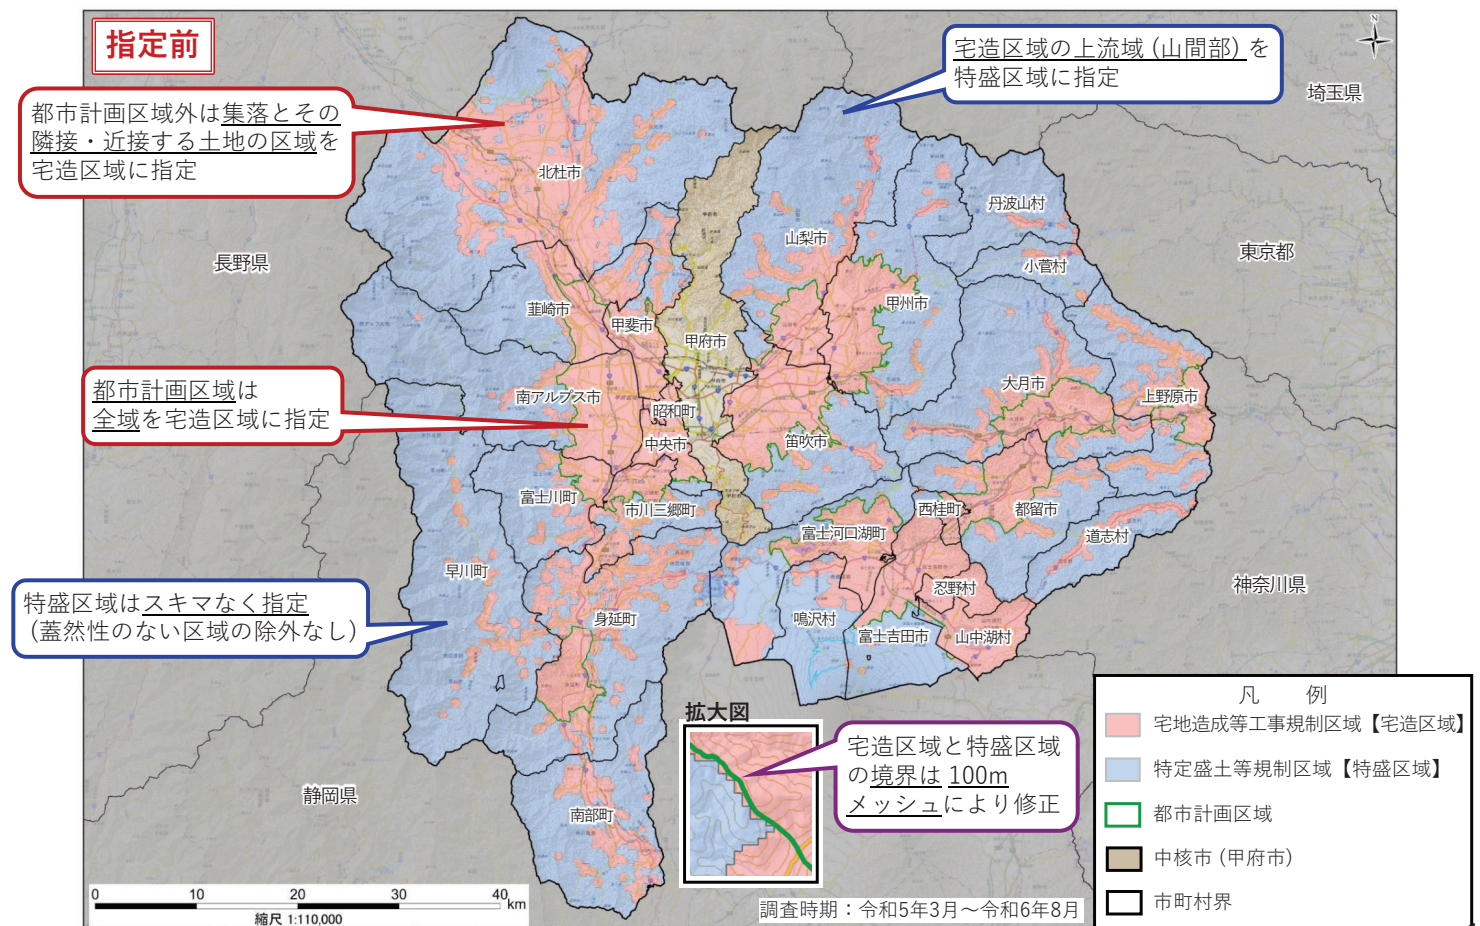 指定前
宅造区域の上流域(山間部)を
特盛区域に指定
埼玉県
都市計画区域外は集落とその
隣接・近接する土地の区域を
宅造区域に指定
北杜市
丹波山村
山梨市
東京都
長野県
小菅村
甲州市
韮崎市
甲斐市
甲府市
都市計画区域は
全域を宅造区域に指定
南アルプス市
昭和町
大月市
上野原市
中央市
笛吹市
富士川町
市川三郷町
西桂町
都留市
富士河口湖町
道志村
早川町
神奈川県
忍野村
特盛区域はスキマなく指定
(蓋然性のない区域の除外なし)
身延町
鳴沢村
富士吉田市
山中湖村
拡大図
宅造区域と特盛区域
の境界は 100m
メッシュにより修正
静岡県
南部町
凡 例
宅地造成等工事規制区域【宅造区域】
特定盛土等規制区域【特盛区域】
都市計画区域
中核市(甲府市)
市町村界
0 10 20 30 40 km
縮尺 1:110,000
調査時期：令和5年3月～令和6年8月
N